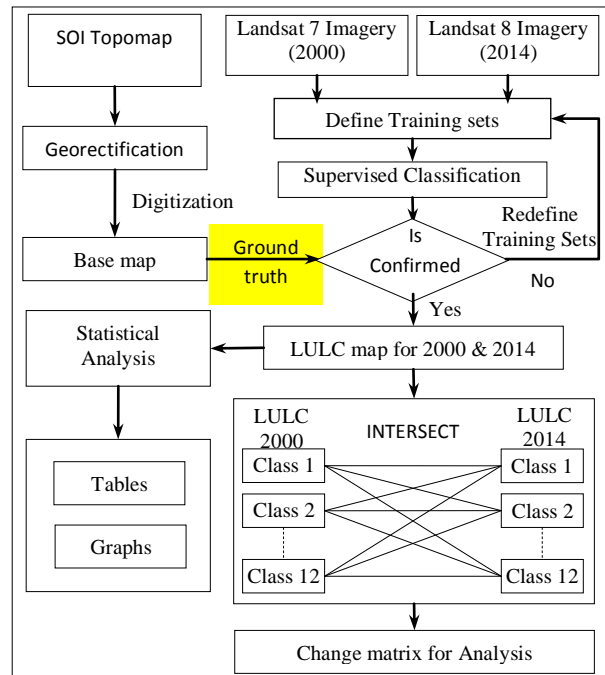 SOI Topomap
Landsat 7 Imagery
(2000)
Landsat 8 Imagery
(2014)
Define Training sets
Georectification
Supervised Classification
Digitization
Base map
Ground
truth
Is
Confirmed
Redefine
Training Sets
No
Yes
Statistical
Analysis
LULC map for 2000 & 2014
LULC
2000
INTERSECT
LULC
2014
Class 1
Class 1
Class 2
Class 2
Class 12
Class 12
Tables
Graphs
Change matrix for Analysis